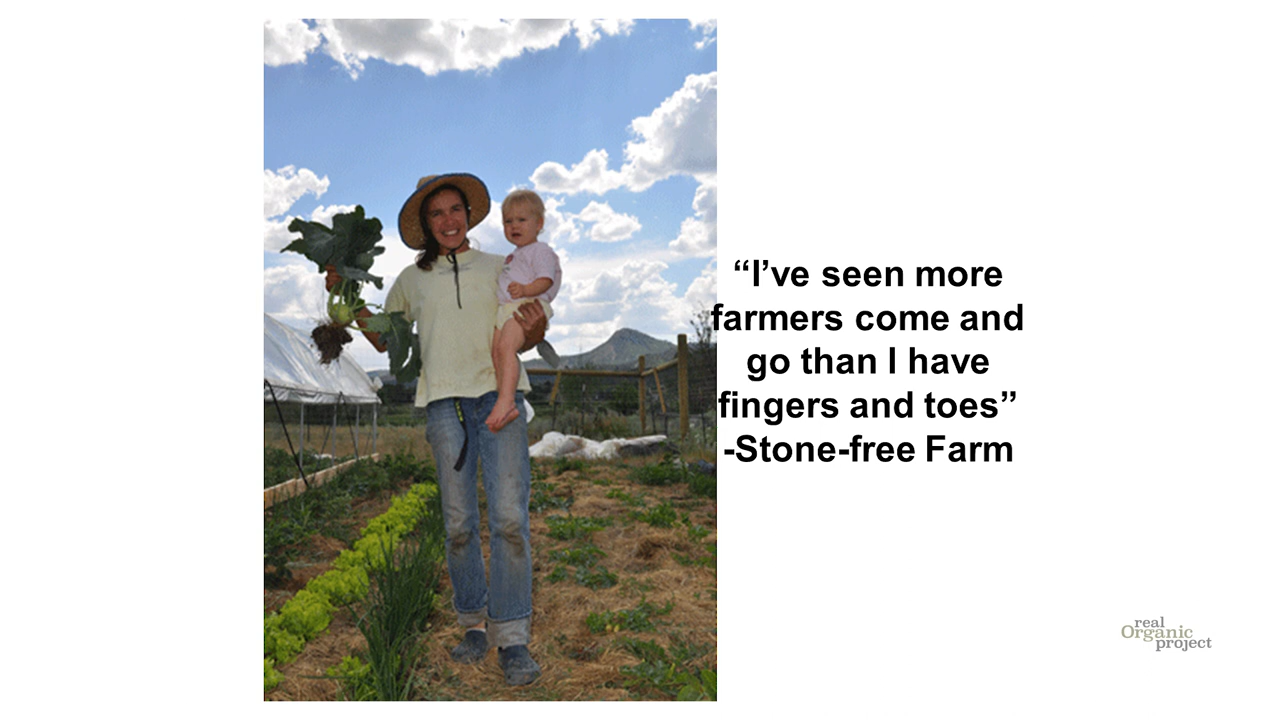 “I’ve seen more
farmers come and
go than I have
fingers and toes”
-Stone-free Farm
real
Organic
project